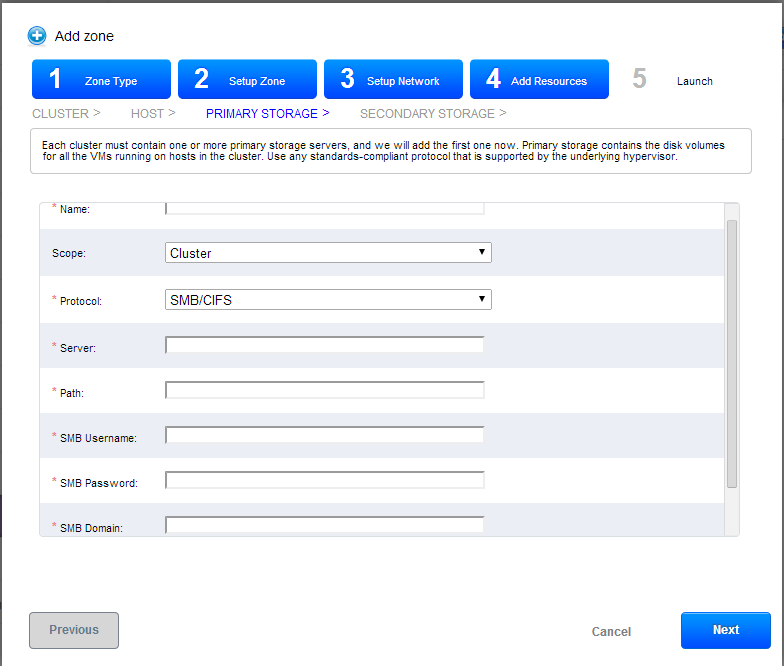 Add zone
1 Zone Type 2 Setup Zone 3 Setup Network 4 Add Resources 5 Launch
CLUSTER > HOST > PRIMARY STORAGE > SECONDARY STORAGE >
Each cluster must contain one or more primary storage servers, and we will add the first one now. Primary storage contains the disk volumes
for all the VMs running on hosts in the cluster. Use any standards-compliant protocol that is supported by the underlying hypervisor.
* Name:
Scope: Cluster
* Protocol: SMB/CIFS
* Server:
* Path:
* SMB Username:
* SMB Password:
* SMB Domain:
Previous Cancel Next